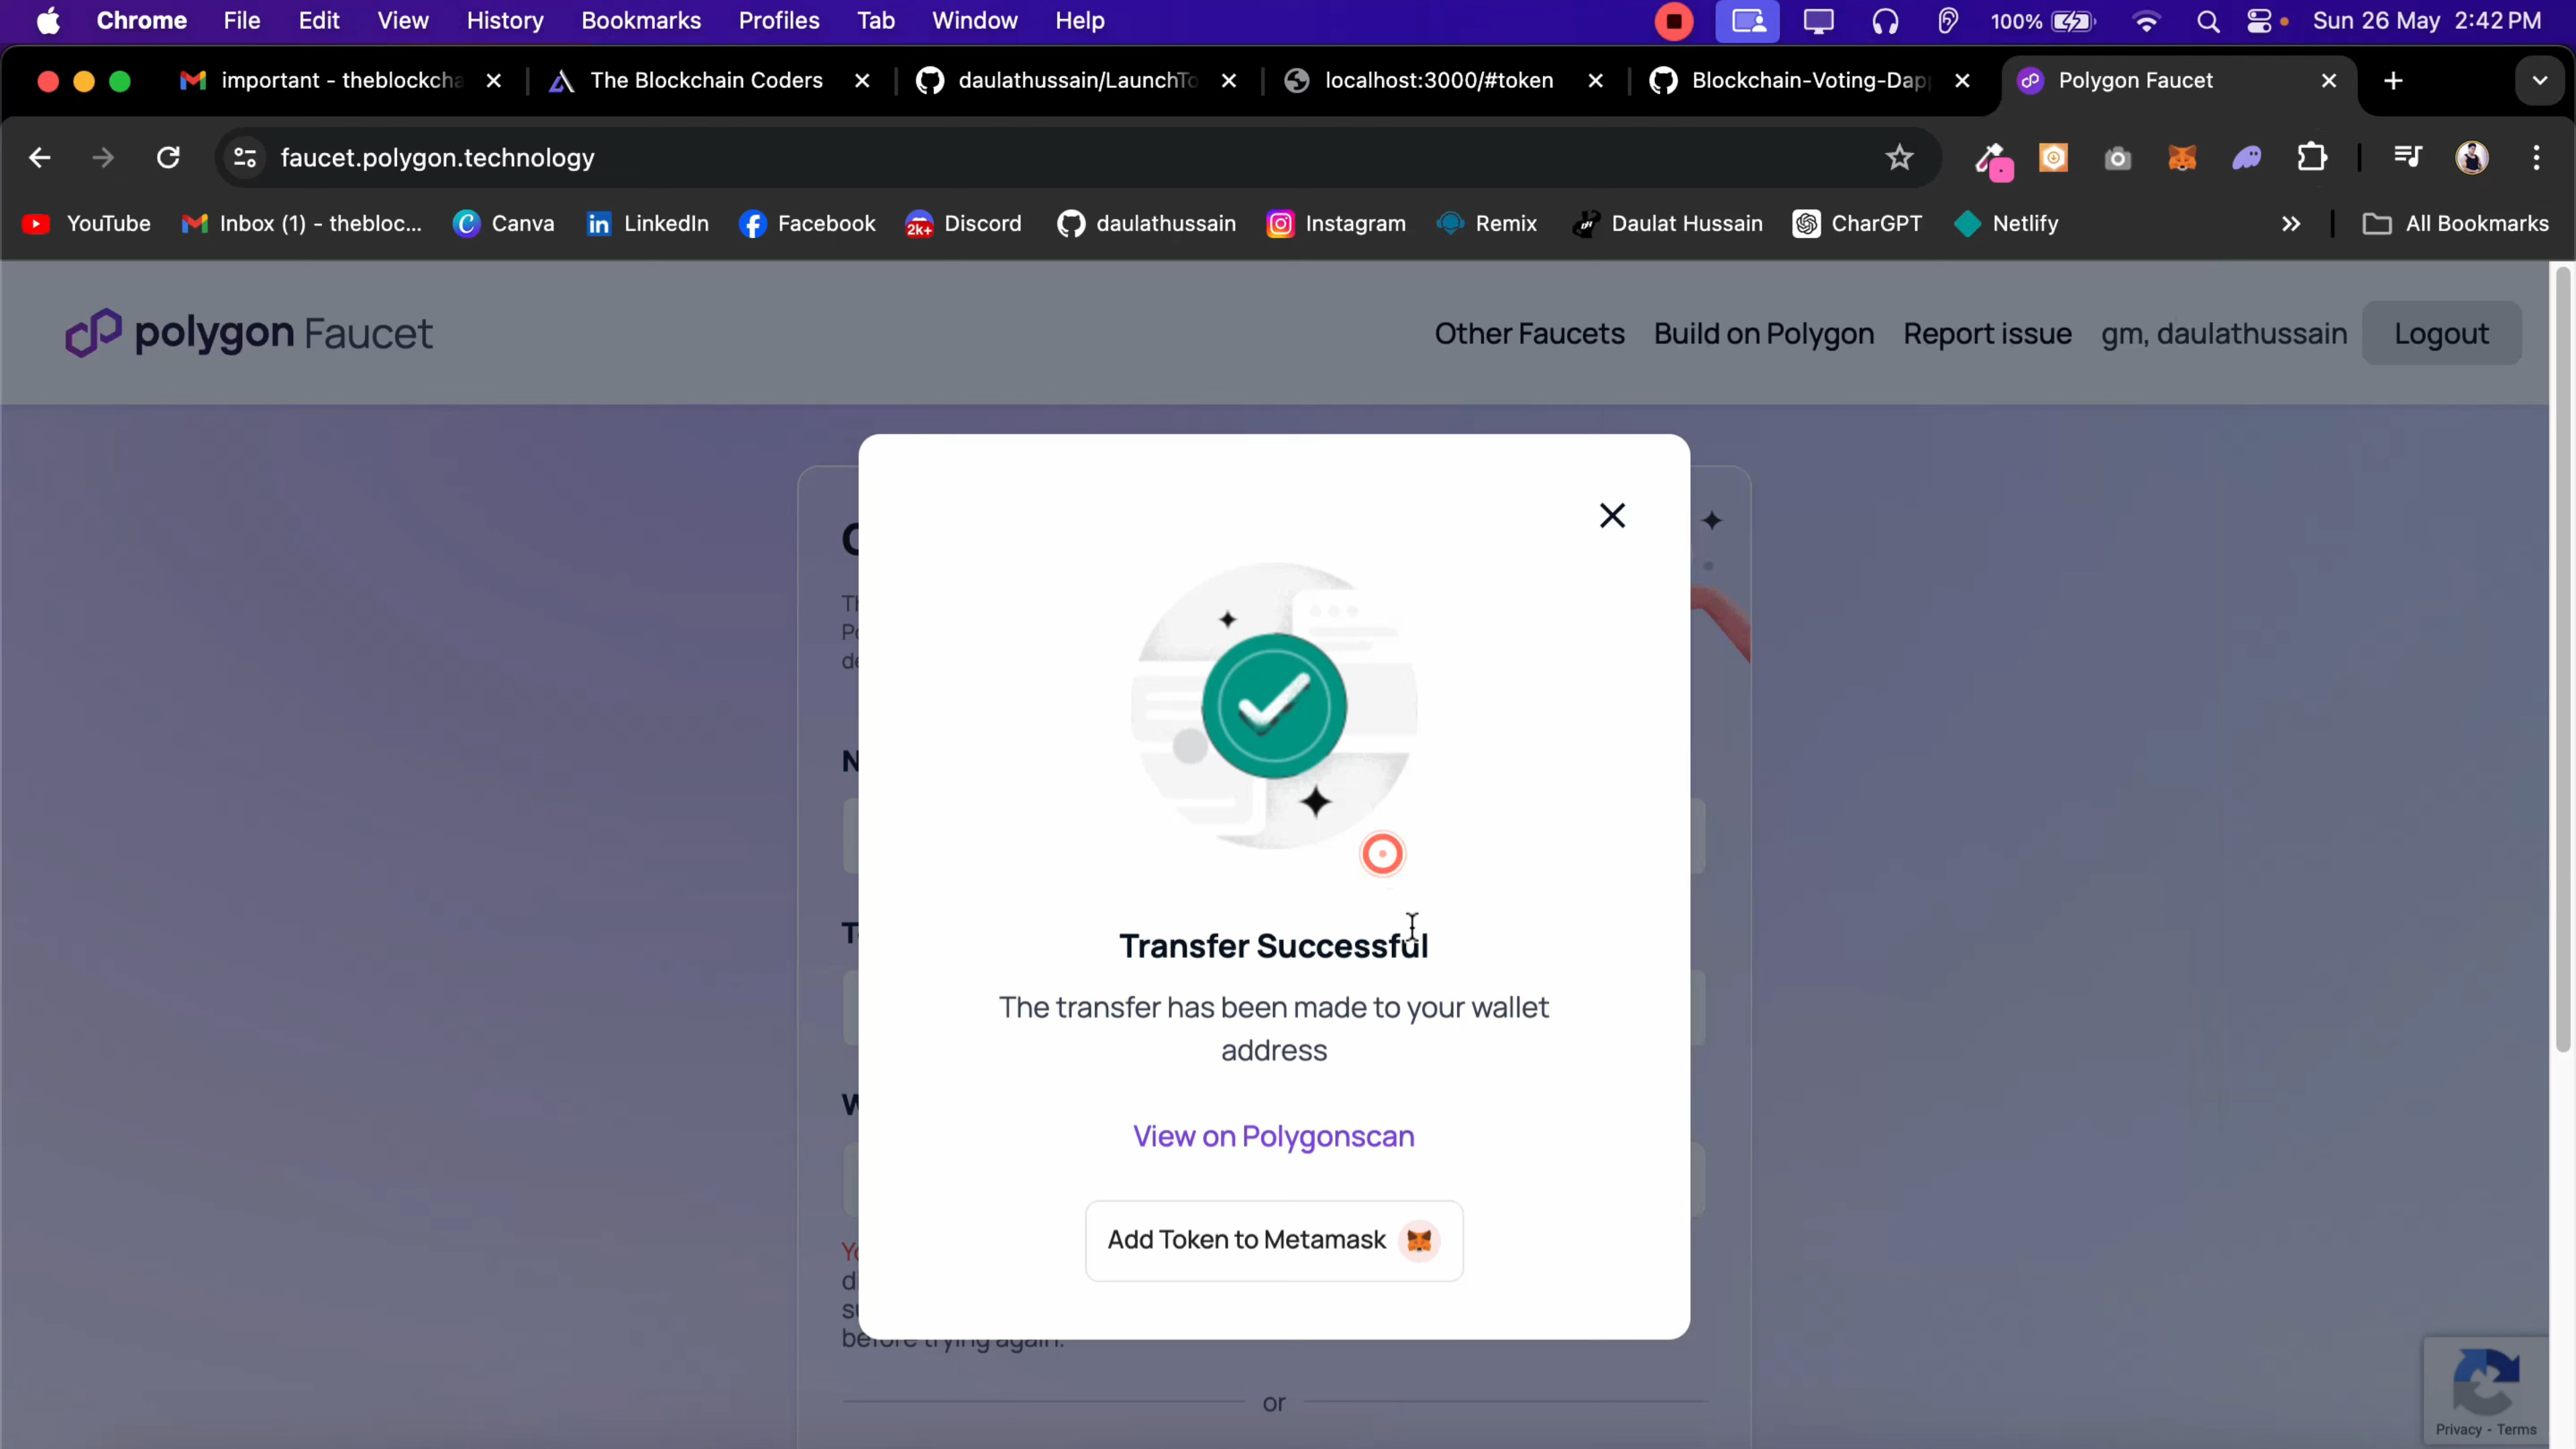 Chrome File Edit View History Bookmarks Profiles Tab Window Help 100% Sun 26 May 2:42 PM
important - theblockcha The Blockchain Coders daulathussain/LaunchTo localhost:3000/#token Blockchain-Voting-Dap Polygon Faucet
faucet.polygon.technology
YouTube Inbox (1) - thebloc... Canva LinkedIn Facebook 2k+ Discord daulathussain Instagram Remix Daulat Hussain CharGPT Netlify All Bookmarks
polygon Faucet Other Faucets Build on Polygon Report issue gm, daulathussain Logout
Transfer Successful
The transfer has been made to your wallet
address
View on Polygonscan
Add Token to Metamask
before trying again.
or
Privacy - Terms